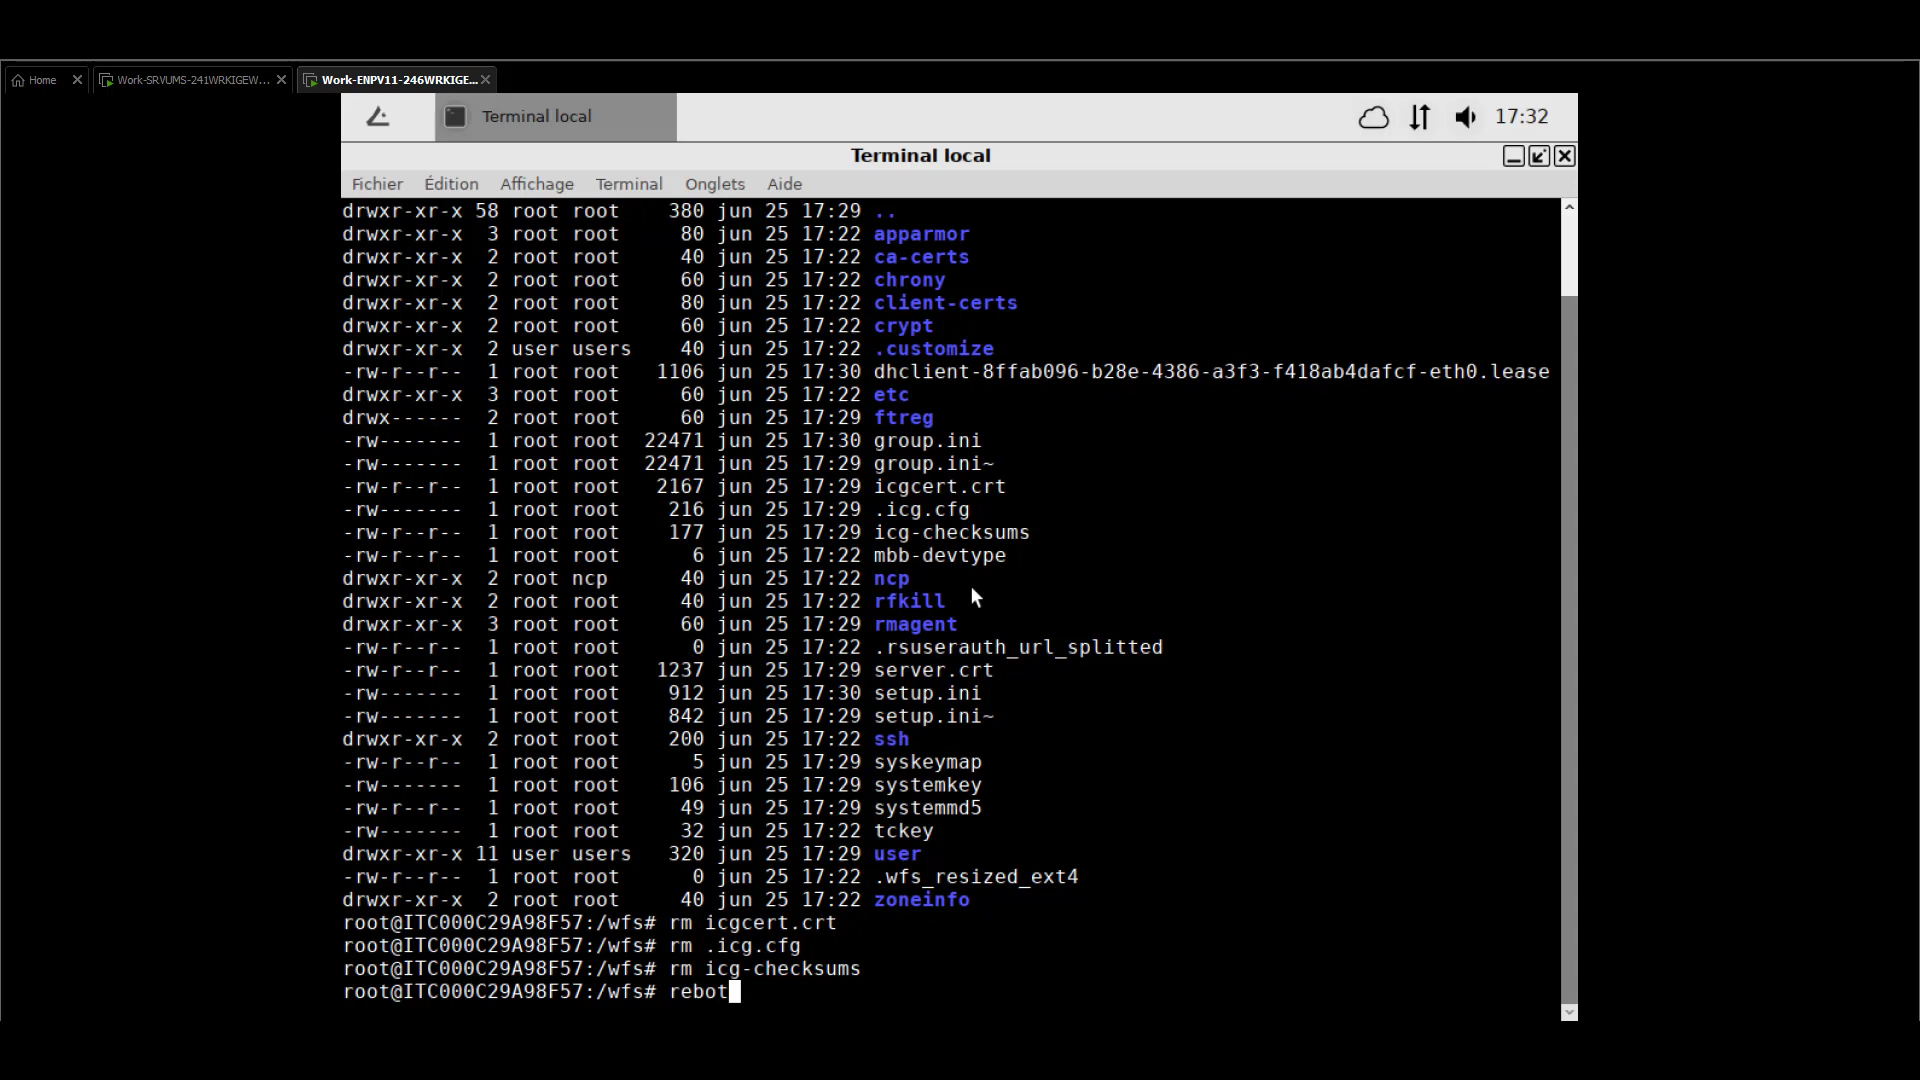 Home
Work-SRVUMS-241WRKIGEW...
Work-ENPV11-246WRKIGE...
Terminal local
17:32
Terminal local
Fichier Édition Affichage Terminal Onglets Aide
drwxr-xr-x 58 root root 380 jun 25 17:29 ..
drwxr-xr-x 3 root root 80 jun 25 17:22 apparmor
drwxr-xr-x 2 root root 40 jun 25 17:22 ca-certs
drwxr-xr-x 2 root root 60 jun 25 17:22 chrony
drwxr-xr-x 2 root root 80 jun 25 17:22 client-certs
drwxr-xr-x 2 root root 60 jun 25 17:22 crypt
drwxr-xr-x 2 user users 40 jun 25 17:22 .customize
-rw-r--r-- 1 root root 1106 jun 25 17:30 dhclient-8ffab096-b28e-4386-a3f3-f418ab4dafcf-eth0.lease
drwxr-xr-x 3 root root 60 jun 25 17:22 etc
drwx------ 2 root root 60 jun 25 17:29 ftreg
-rw------- 1 root root 22471 jun 25 17:30 group.ini
-rw------- 1 root root 22471 jun 25 17:29 group.ini~
-rw-r--r-- 1 root root 2167 jun 25 17:29 icgcert.crt
-rw------- 1 root root 216 jun 25 17:29 .icg.cfg
-rw-r--r-- 1 root root 177 jun 25 17:29 icg-checksums
-rw-r--r-- 1 root root 6 jun 25 17:22 mbb-devtype
drwxr-xr-x 2 root ncp 40 jun 25 17:22 ncp
drwxr-xr-x 2 root root 40 jun 25 17:22 rfkill
drwxr-xr-x 3 root root 60 jun 25 17:29 rmagent
-rw-r--r-- 1 root root 0 jun 25 17:22 .rsuserauth_url_splitted
-rw-r--r-- 1 root root 1237 jun 25 17:29 server.crt
-rw------- 1 root root 912 jun 25 17:30 setup.ini
-rw------- 1 root root 842 jun 25 17:29 setup.ini~
drwxr-xr-x 2 root root 200 jun 25 17:22 ssh
-rw-r--r-- 1 root root 5 jun 25 17:29 syskeymap
-rw------- 1 root root 106 jun 25 17:29 systemkey
-rw-r--r-- 1 root root 49 jun 25 17:29 systemmd5
-rw------- 1 root root 32 jun 25 17:22 tckey
drwxr-xr-x 11 user users 320 jun 25 17:29 user
-rw-r--r-- 1 root root 0 jun 25 17:22 .wfs_resized_ext4
drwxr-xr-x 2 root root 40 jun 25 17:22 zoneinfo
root@ITC000C29A98F57:/wfs# rm icgcert.crt
root@ITC000C29A98F57:/wfs# rm .icg.cfg
root@ITC000C29A98F57:/wfs# rm icg-checksums
root@ITC000C29A98F57:/wfs# rebot